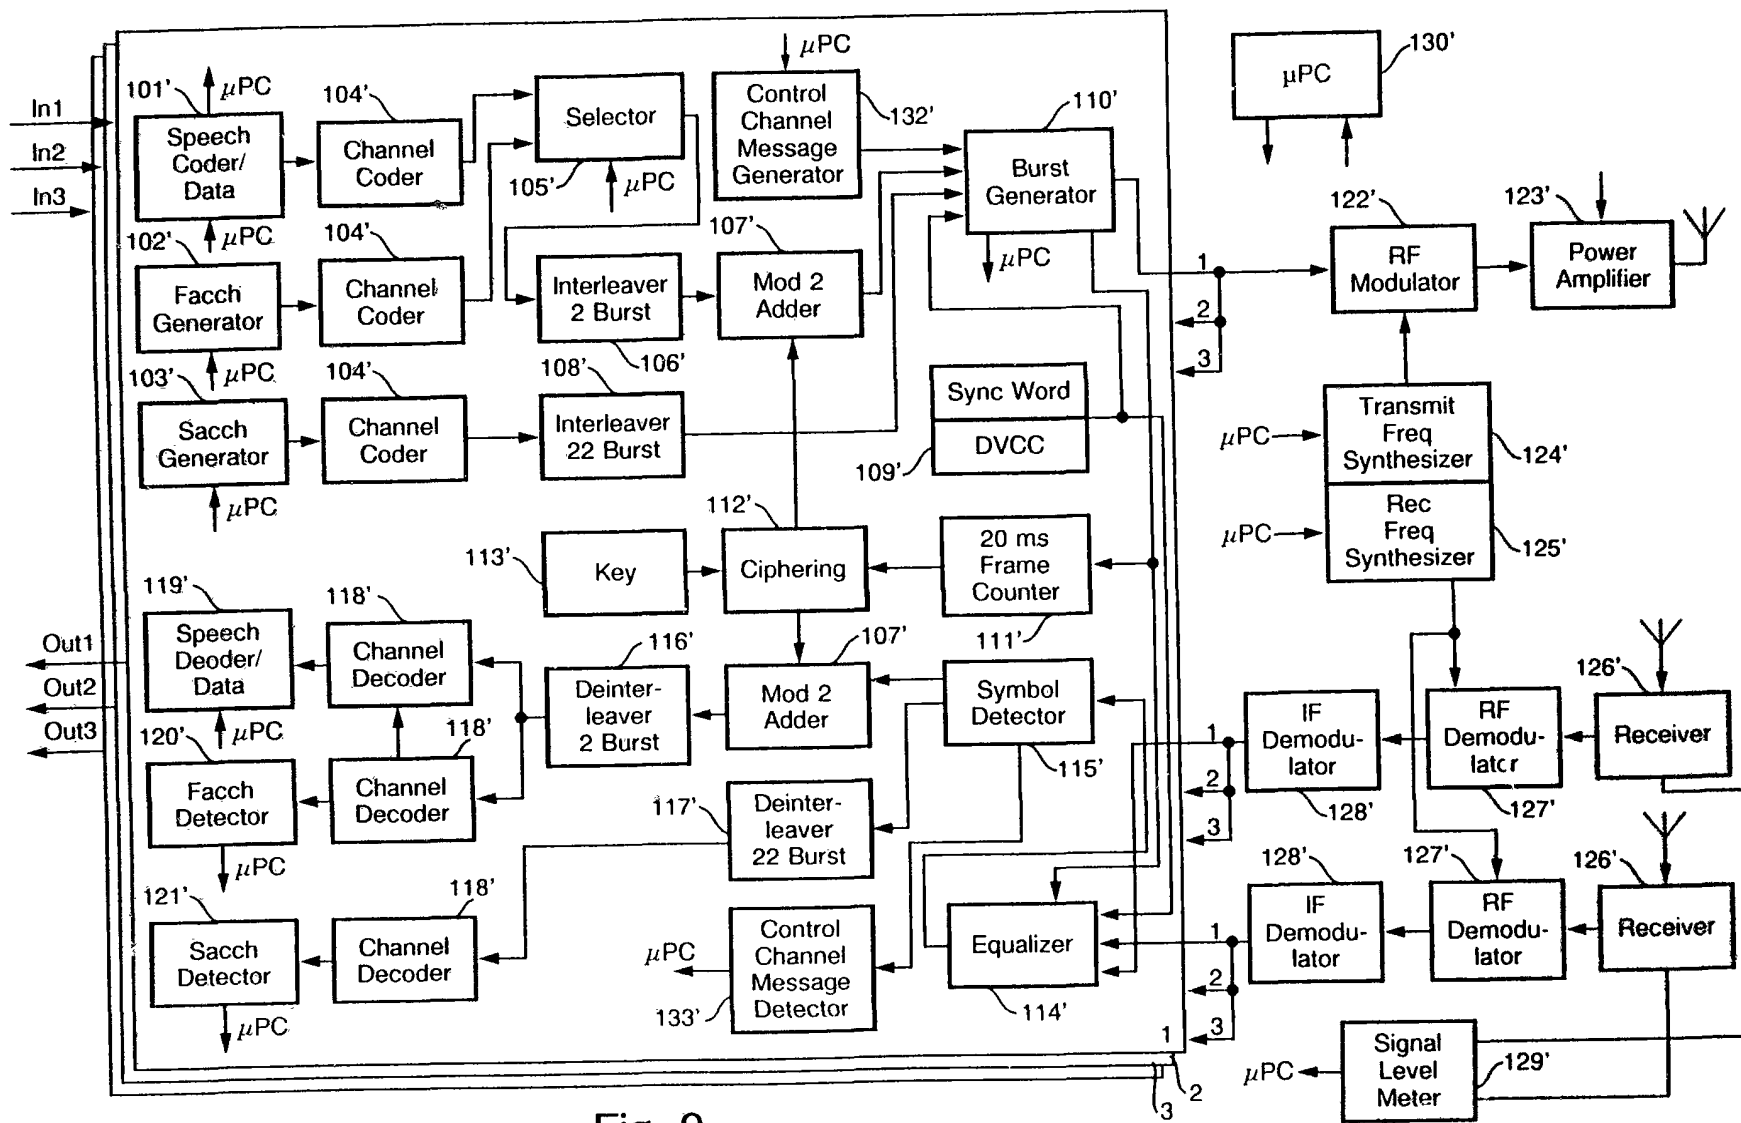 In1
In2
In3
101'
µPC
Speech
Coder/
Data
µPC
104'
Channel
Coder
Selector
105'
µPC
µPC
Control
Channel
Message
Generator
132'
110'
Burst
Generator
µPC
µPC
130'
102'
Facch
Generator
µPC
104'
Channel
Coder
Interleaver
2 Burst
106'
107'
Mod 2
Adder
1
2
3
122'
RF
Modulator
123'
Power
Amplifier
103'
Sacch
Generator
µPC
104'
Channel
Coder
108'
Interleaver
22 Burst
Sync Word
DVCC
109'
µPC
Transmit
Freq
Synthesizer
124'
µPC
Rec
Freq
Synthesizer
125'
113'
Key
112'
Ciphering
20 ms
Frame
Counter
111'
Out1
Out2
Out3
119'
Speech
Deoder/
Data
µPC
118'
Channel
Decoder
116'
Deinter-
leaver
2 Burst
107'
Mod 2
Adder
Symbol
Detector
115'
1
2
3
IF
Demodu-
lator
128'
RF
Demodu-
lator
127'
126'
Receiver
120'
Facch
Detector
µPC
118'
Channel
Decoder
117'
Deinter-
leaver
22 Burst
121'
Sacch
Detector
µPC
118'
Channel
Decoder
µPC
Control
Channel
Message
Detector
133'
Equalizer
114'
1
2
3
128'
IF
Demodu-
lator
127'
RF
Demodu-
lator
126'
Receiver
µPC
Signal
Level
Meter
129'
1
2
3
Fig. 9